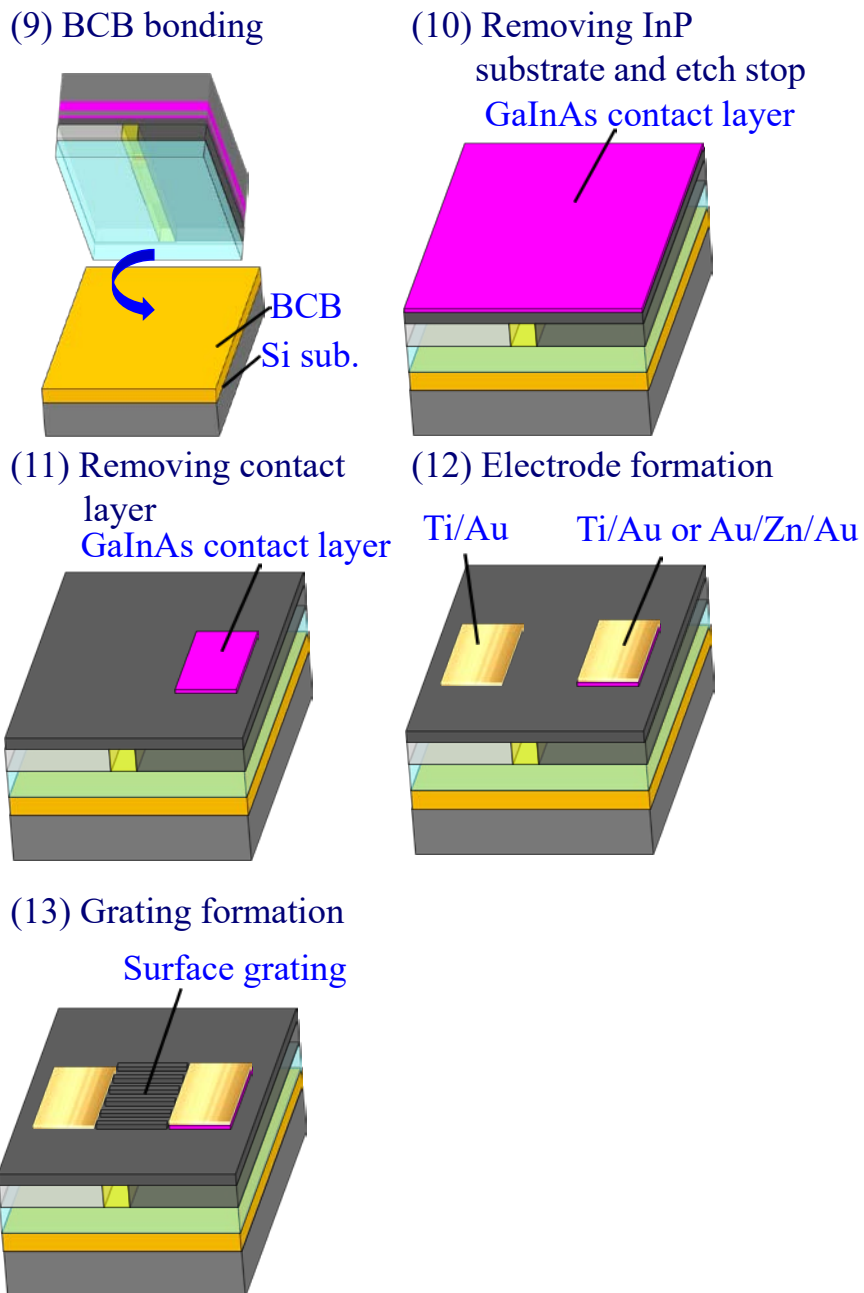 (9) BCB bonding
BCB
Si sub.
(10) Removing InP
substrate and etch stop
GaInAs contact layer
(11) Removing contact
layer
GaInAs contact layer
(12) Electrode formation
Ti/Au
Ti/Au or Au/Zn/Au
(13) Grating formation
Surface grating